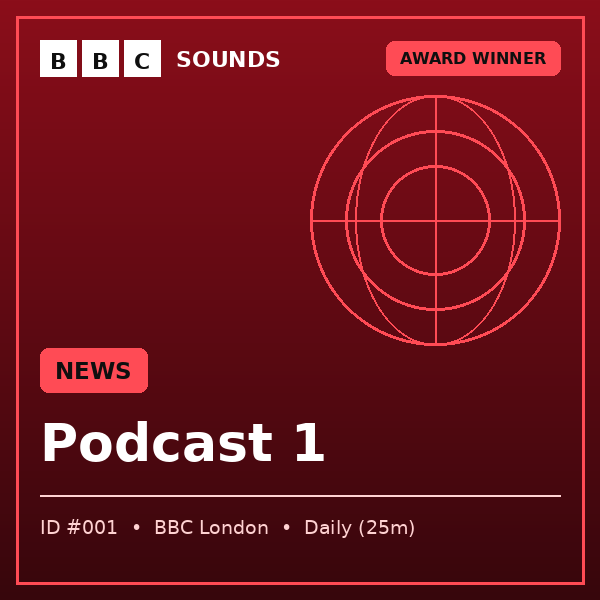 BBC SOUNDS
AWARD WINNER
NEWS
Podcast 1
ID #001 • BBC London • Daily (25m)